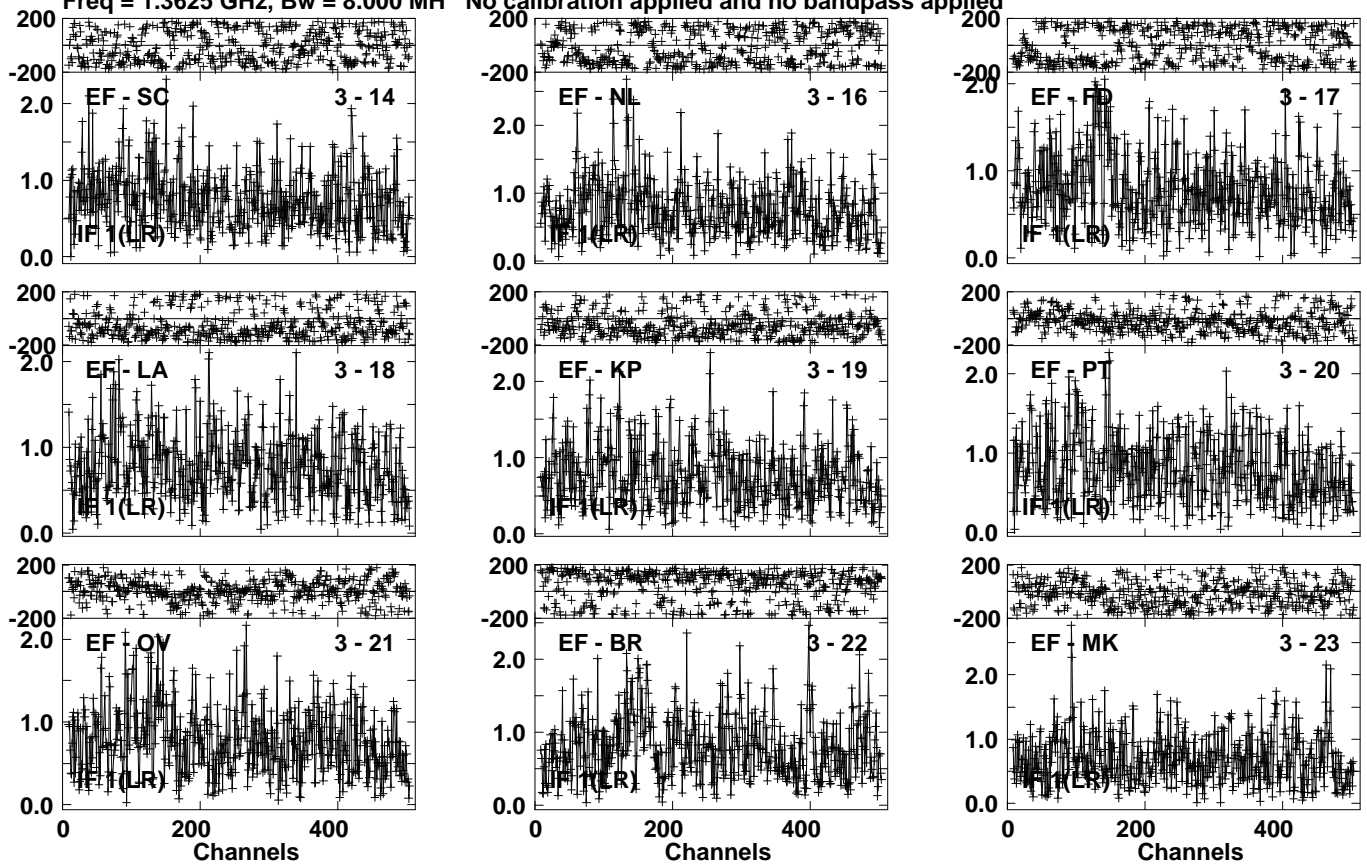 Freq = 1.3625 GHz, Bw = 8.000 MH No calibration applied and no bandpass applied
200 200 200
-200 -200 -200
EF - SC 3 - 14 EF - NL 3 - 16 EF - FD 3 - 17
2.0 2.0 2.0
1.0 1.0 1.0
IF 1(LR) IF 1(LR) IF 1(LR)
0.0 0.0 0.0
200 200 200
-200 -200 -200
EF - LA 3 - 18 EF - KP 3 - 19 EF - PT 3 - 20
2.0 2.0 2.0
1.0 1.0 1.0
IF 1(LR) IF 1(LR) IF 1(LR)
0.0 0.0 0.0
200 200 200
-200 -200 -200
EF - OV 3 - 21 EF - BR 3 - 22 EF - MK 3 - 23
2.0 2.0 2.0
1.0 1.0 1.0
IF 1(LR) IF 1(LR) IF 1(LR)
0.0 0.0 0.0
0 200 400 0 200 400 0 200 400
Channels Channels Channels